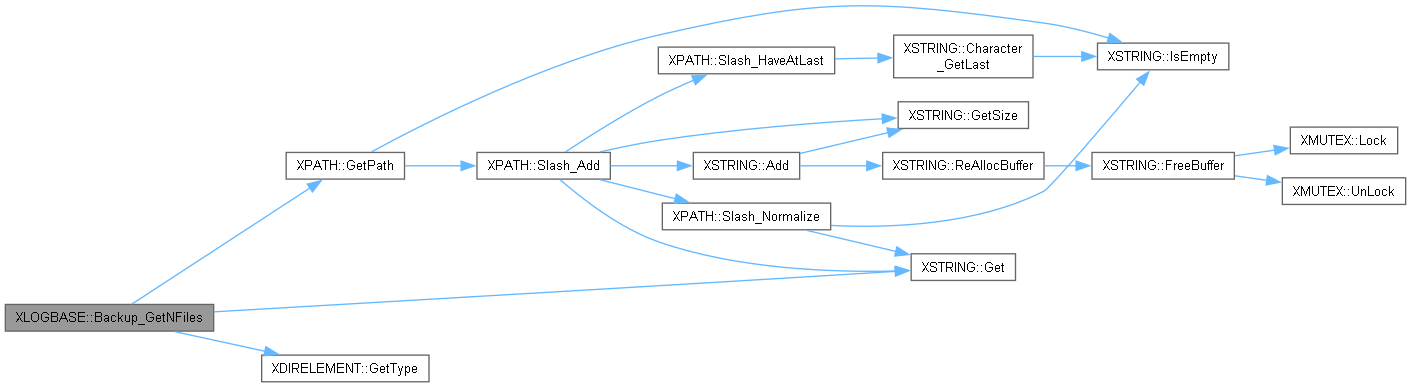 XSTRING::Character
_GetLast
XPATH::Slash_HaveAtLast
XSTRING::IsEmpty
XSTRING::GetSize
XMUTEX::Lock
XPATH::GetPath
XPATH::Slash_Add
XSTRING::Add
XSTRING::ReAllocBuffer
XSTRING::FreeBuffer
XMUTEX::UnLock
XPATH::Slash_Normalize
XSTRING::Get
XLOGBASE::Backup_GetNFiles
XDIRELEMENT::GetType